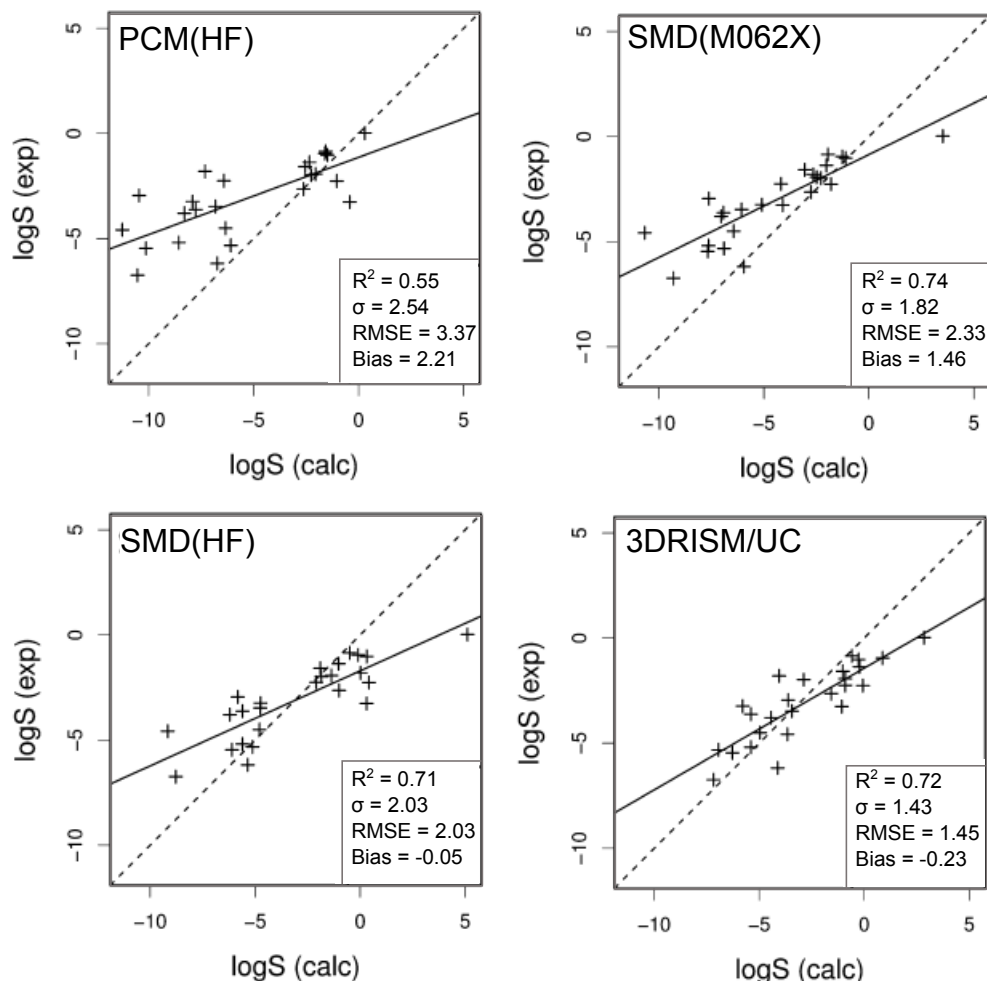 PCM(HF)
5
0
−5
−10
logS (exp)
R² = 0.55
σ = 2.54
RMSE = 3.37
Bias = 2.21
−10 −5 0 5
logS (calc)
SMD(M062X)
5
0
−5
−10
logS (exp)
R² = 0.74
σ = 1.82
RMSE = 2.33
Bias = 1.46
−10 −5 0 5
logS (calc)
SMD(HF)
5
0
−5
−10
logS (exp)
R² = 0.71
σ = 2.03
RMSE = 2.03
Bias = -0.05
−10 −5 0 5
logS (calc)
3DRISM/UC
5
0
−5
−10
logS (exp)
R² = 0.72
σ = 1.43
RMSE = 1.45
Bias = -0.23
−10 −5 0 5
logS (calc)